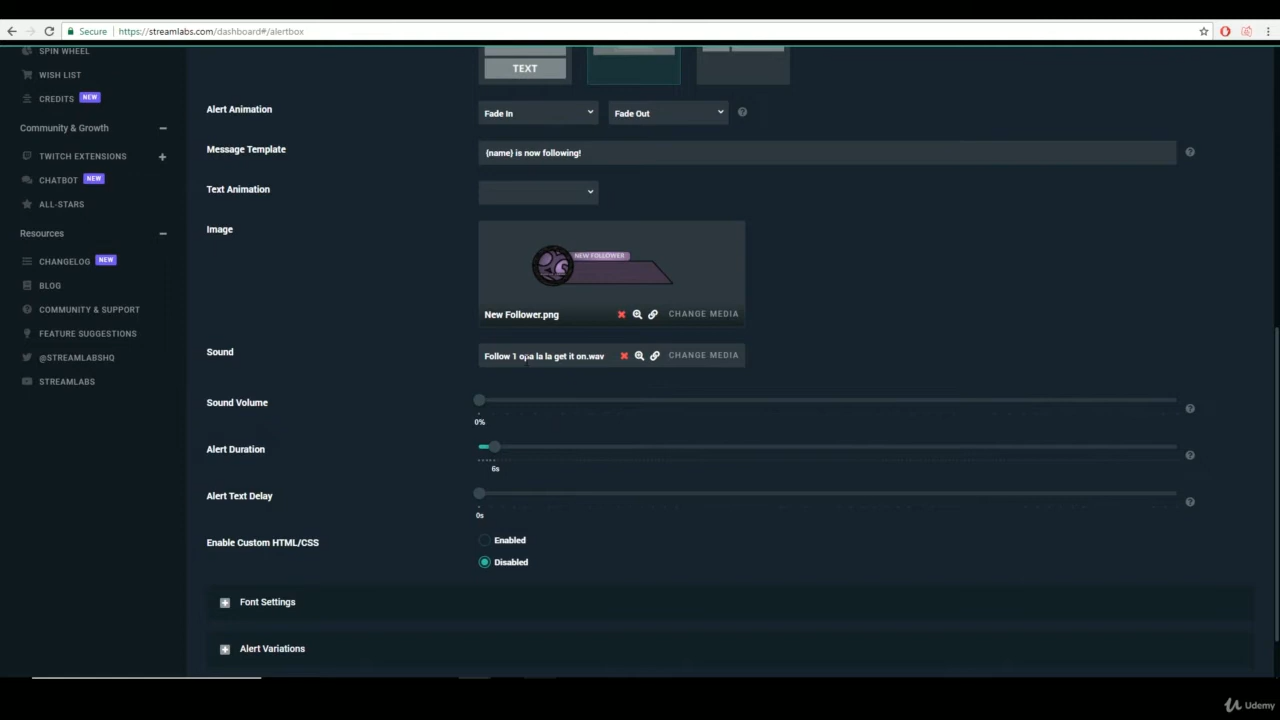 Secure
https://streamlabs.com/dashboard#/alertbox
SPIN WHEEL
WISH LIST
CREDITS NEW
Community & Growth
TWITCH EXTENSIONS
CHATBOT NEW
ALL-STARS
Resources
CHANGELOG NEW
BLOG
COMMUNITY & SUPPORT
FEATURE SUGGESTIONS
@STREAMLABSHQ
STREAMLABS
TEXT
Alert Animation
Fade In
Fade Out
Message Template
{name} is now following!
Text Animation
Image
NEW FOLLOWER
New Follower.png
CHANGE MEDIA
Sound
Follow 1 opa la la get it on.wav
CHANGE MEDIA
Sound Volume
0%
Alert Duration
6s
Alert Text Delay
0s
Enable Custom HTML/CSS
Enabled
Disabled
Font Settings
Alert Variations
Udemy